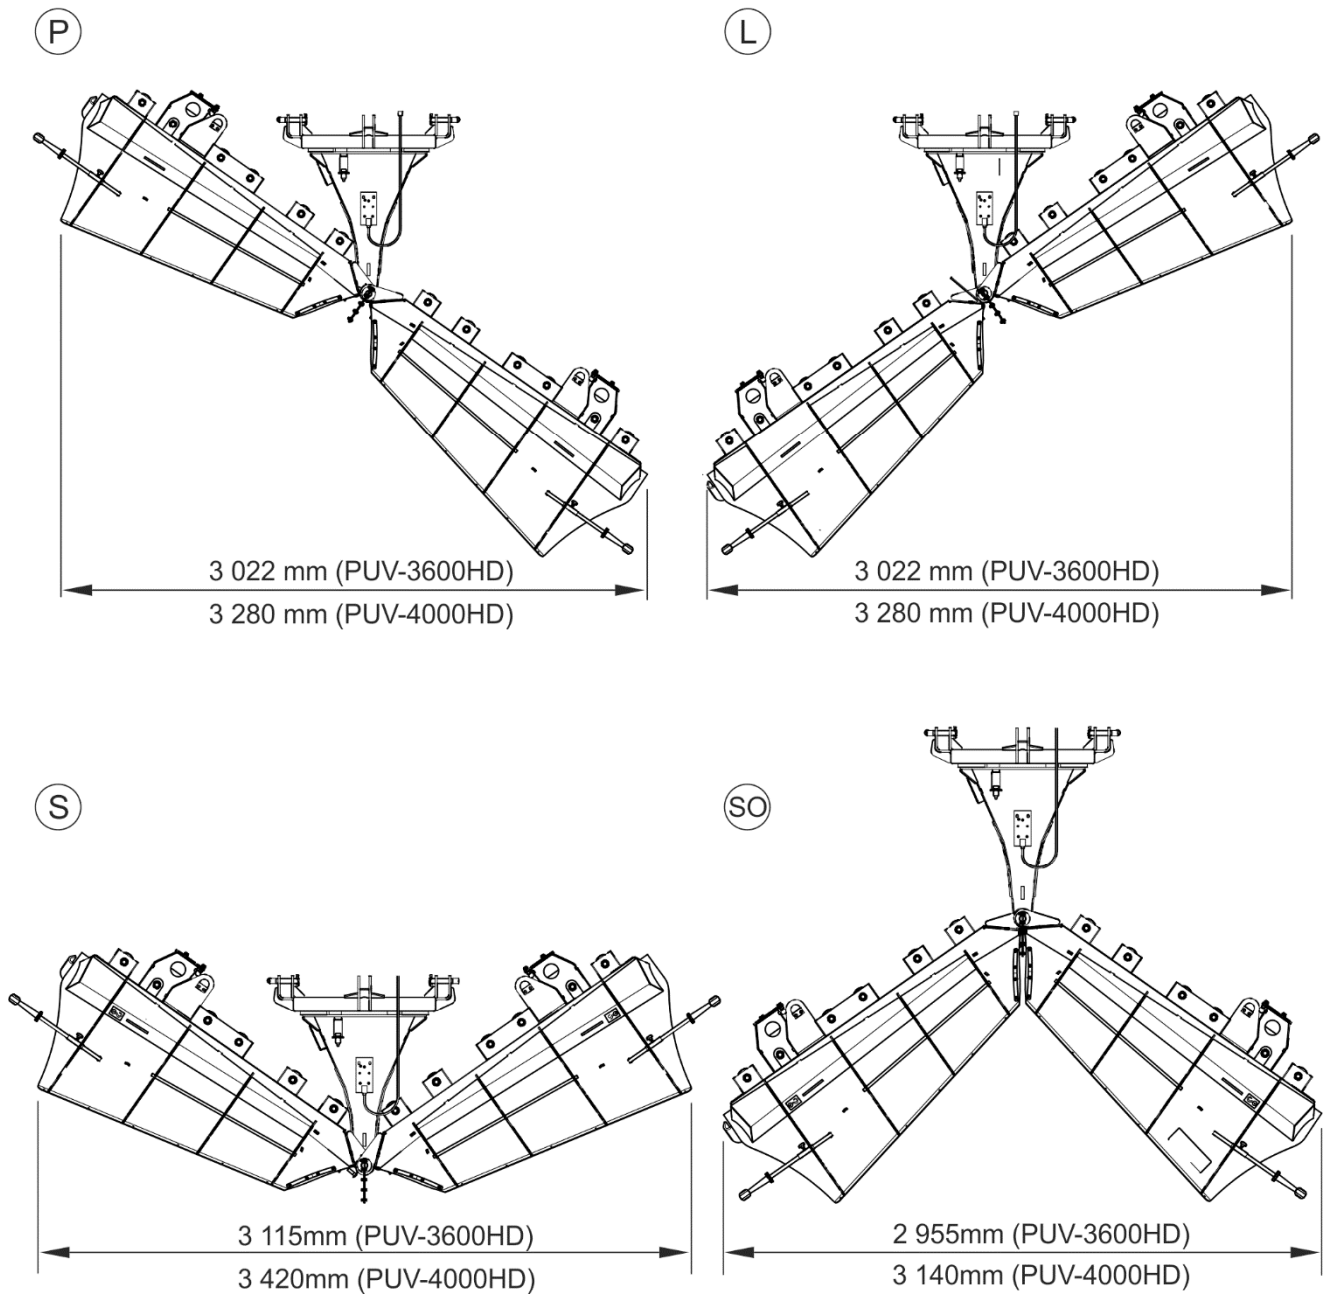 P
L
3 022 mm (PUV-3600HD)
3 280 mm (PUV-4000HD)
3 022 mm (PUV-3600HD)
3 280 mm (PUV-4000HD)
S
SO
3 115mm (PUV-3600HD)
3 420mm (PUV-4000HD)
2 955mm (PUV-3600HD)
3 140mm (PUV-4000HD)